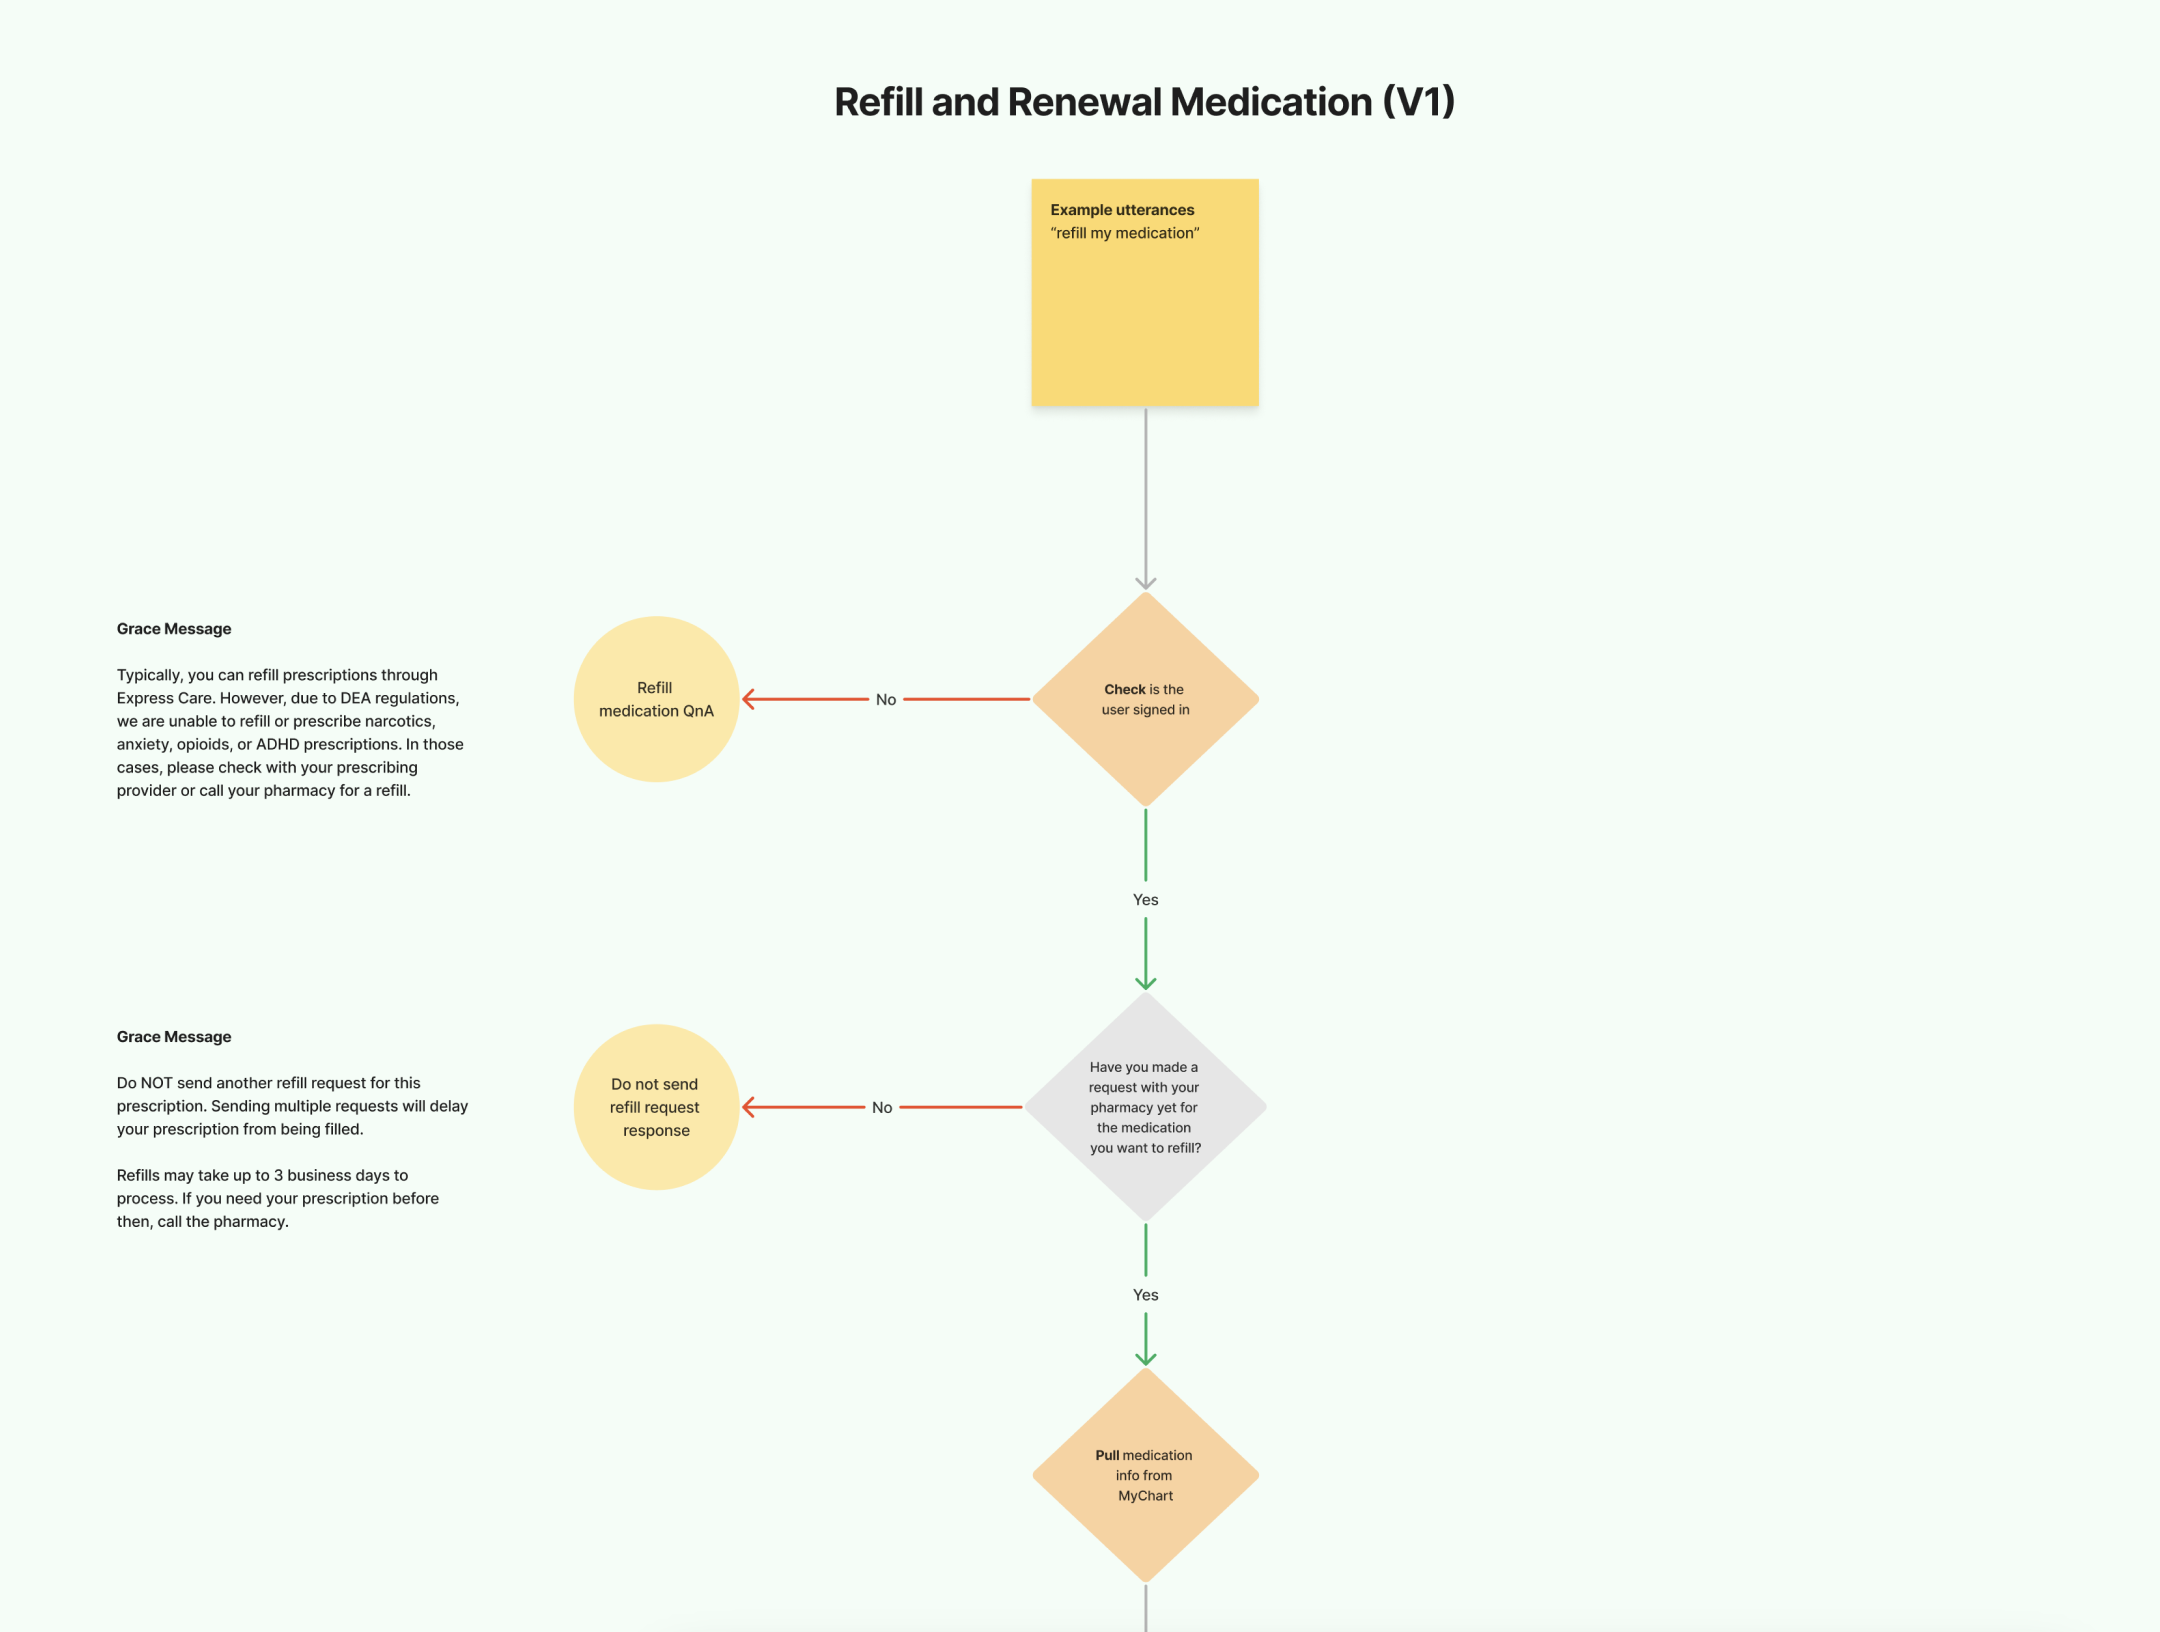 Refill and Renewal Medication (V1)
Example utterances
“refill my medication”
Grace Message
Typically, you can refill prescriptions through
Express Care. However, due to DEA regulations,
we are unable to refill or prescribe narcotics,
anxiety, opioids, or ADHD prescriptions. In those
cases, please check with your prescribing
provider or call your pharmacy for a refill.
Refill
medication QnA
No
Check is the
user signed in
Yes
Grace Message
Do NOT send another refill request for this
prescription. Sending multiple requests will delay
your prescription from being filled.
Refills may take up to 3 business days to
process. If you need your prescription before
then, call the pharmacy.
Do not send
refill request
response
No
Have you made a
request with your
pharmacy yet for
the medication
you want to refill?
Yes
Pull medication
info from
MyChart